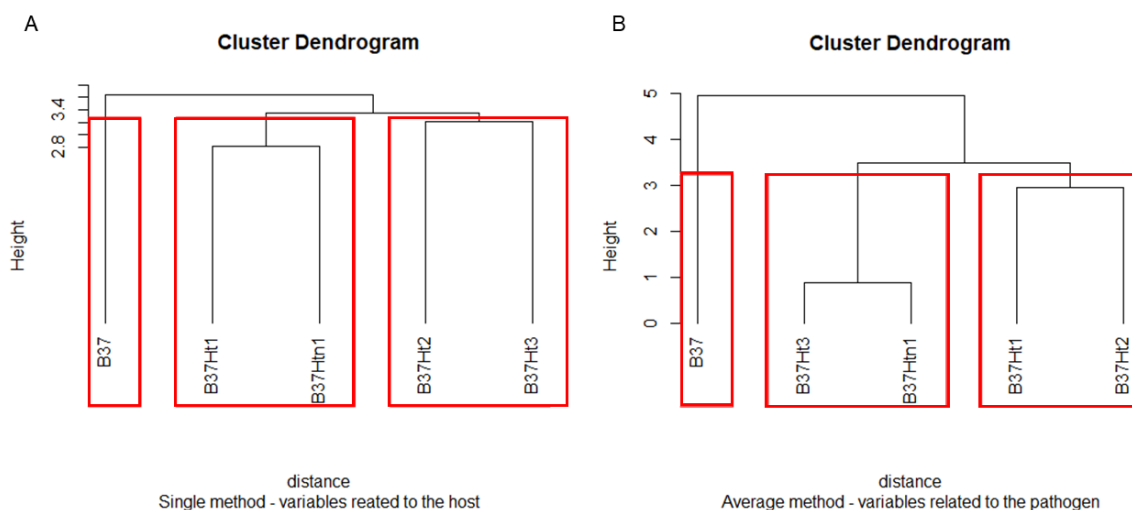 A
Cluster Dendrogram
3.4
2.8
Height
B37
B37Ht1
B37Htn1
B37Ht2
B37Ht3
distance
Single method - variables reated to the host
B
Cluster Dendrogram
5
4
3
2
1
0
Height
B37
B37Ht3
B37Htn1
B37Ht1
B37Ht2
distance
Average method - variables related to the pathogen